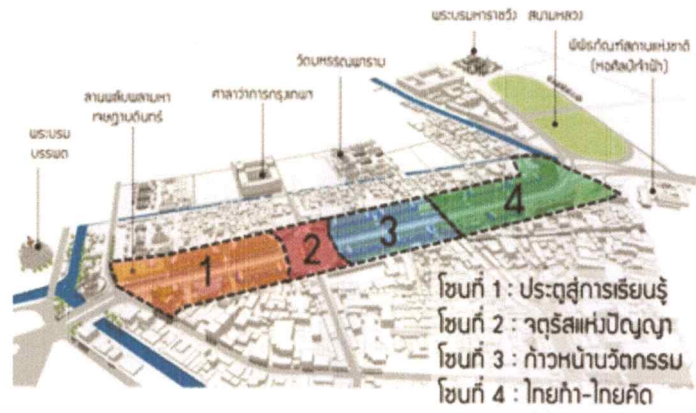 พระบรมมหาราชวัง
สนามหลวง
พิพิธภัณฑ์สถานแห่งชาติ
(หอศิลป์เจ้าฟ้า)
วัดมหรรณพาราม
ศาลาว่าการกรุงเทพฯ
ลานพลับพลามหา
เจษฎาบดินทร์
พระบรม
บรรพต
1
2
3
4
โซนที่ 1 : ประตูสู่การเรียนรู้
โซนที่ 2 : จตุรัสแห่งปัญญา
โซนที่ 3 : ก้าวหน้านวัตกรรม
โซนที่ 4 : ไทยทำ-ไทยคิด